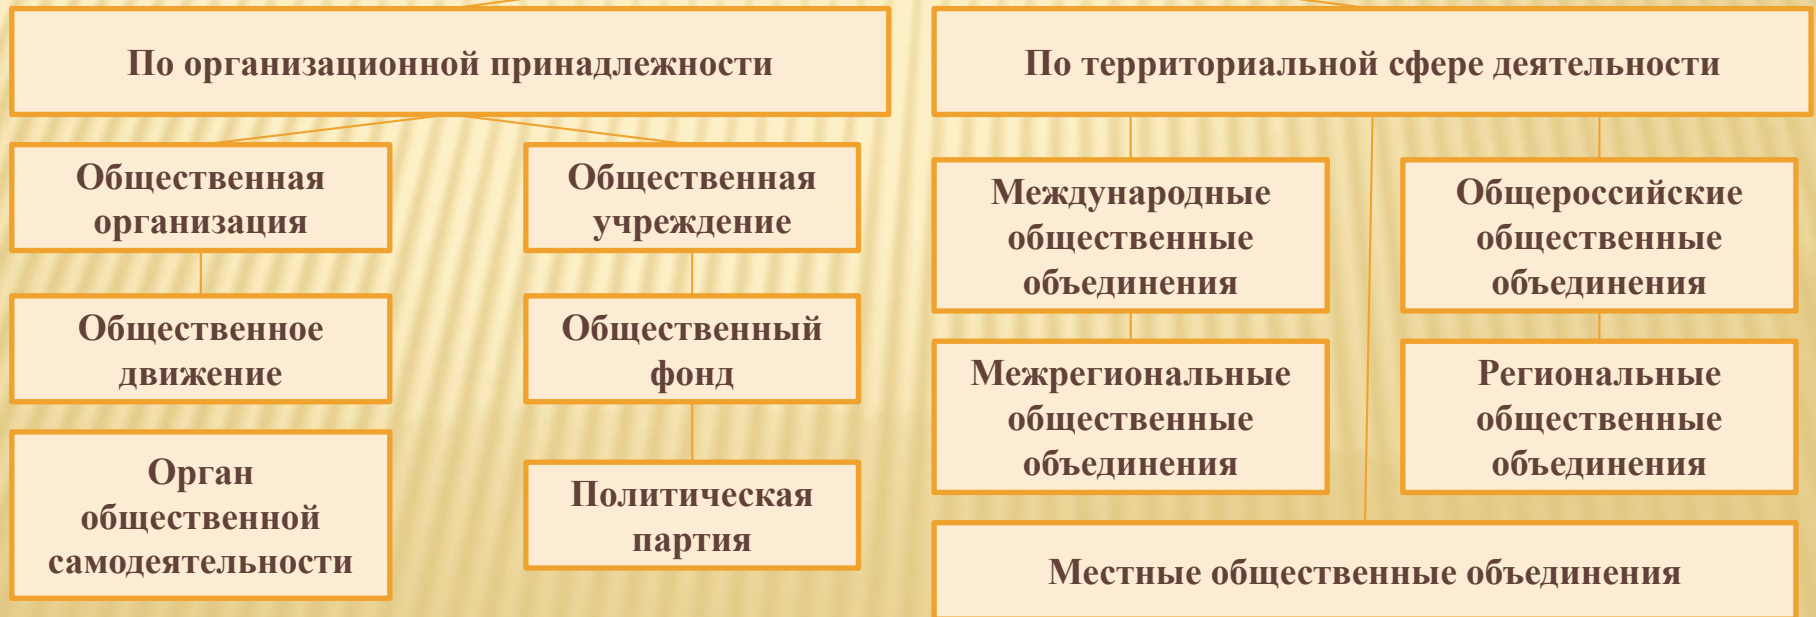 По организационной принадлежности
Общественная
организация
Общественная
учреждение
Общественное
движение
Общественный
фонд
Орган
общественной
самодеятельности
Политическая
партия
По территориальной сфере деятельности
Международные
общественные
объединения
Общероссийские
общественные
объединения
Межрегиональные
общественные
объединения
Региональные
общественные
объединения
Местные общественные объединения